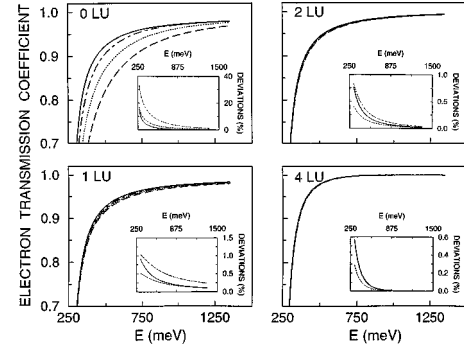 ELECTRON TRANSMISSION COEFFICIENT
0 LU
E (meV)
250 875 1500
40
20
0
DEVIATIONS (%)
1.0
0.9
0.8
0.7
2 LU
E (meV)
250 875 1500
1.0
0.5
0.0
DEVIATIONS (%)
1 LU
E (meV)
250 675 1500
1.5
1.0
0.5
0.0
DEVIATIONS (%)
1.0
0.9
0.8
0.7
250 750 1250
E (meV)
4 LU
E (meV)
250 875 1500
0.6
0.4
0.2
0.0
DEVIATIONS (%)
250 750 1250
E (meV)